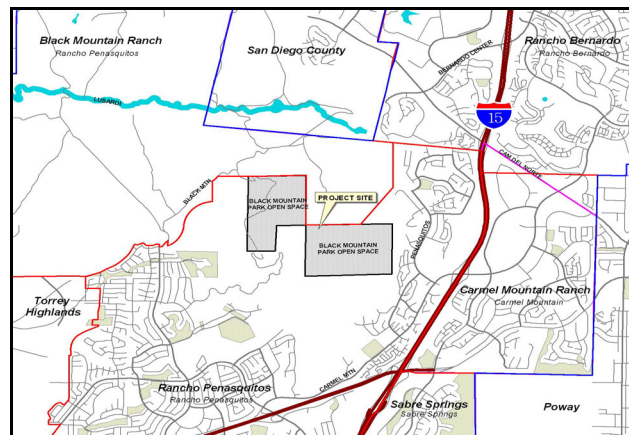 Black Mountain Ranch
Rancho Penasquitos
San Diego County
Rancho Bernardo
Rancho Bernardo
BERNARDO CENTER
LUSARDI
15
CAM DEL NORTE
BLACK MTN
BLACK MOUNTAIN
PARK OPEN SPACE
PROJECT SITE
BLACK MOUNTAIN
PARK OPEN SPACE
PENASQUITOS
Torrey
Highlands
Carmel Mountain Ranch
Carmel Mountain
CARMEL MTN
Rancho Penasquitos
Rancho Penasquitos
Sabre Springs
Sabre Springs
Poway